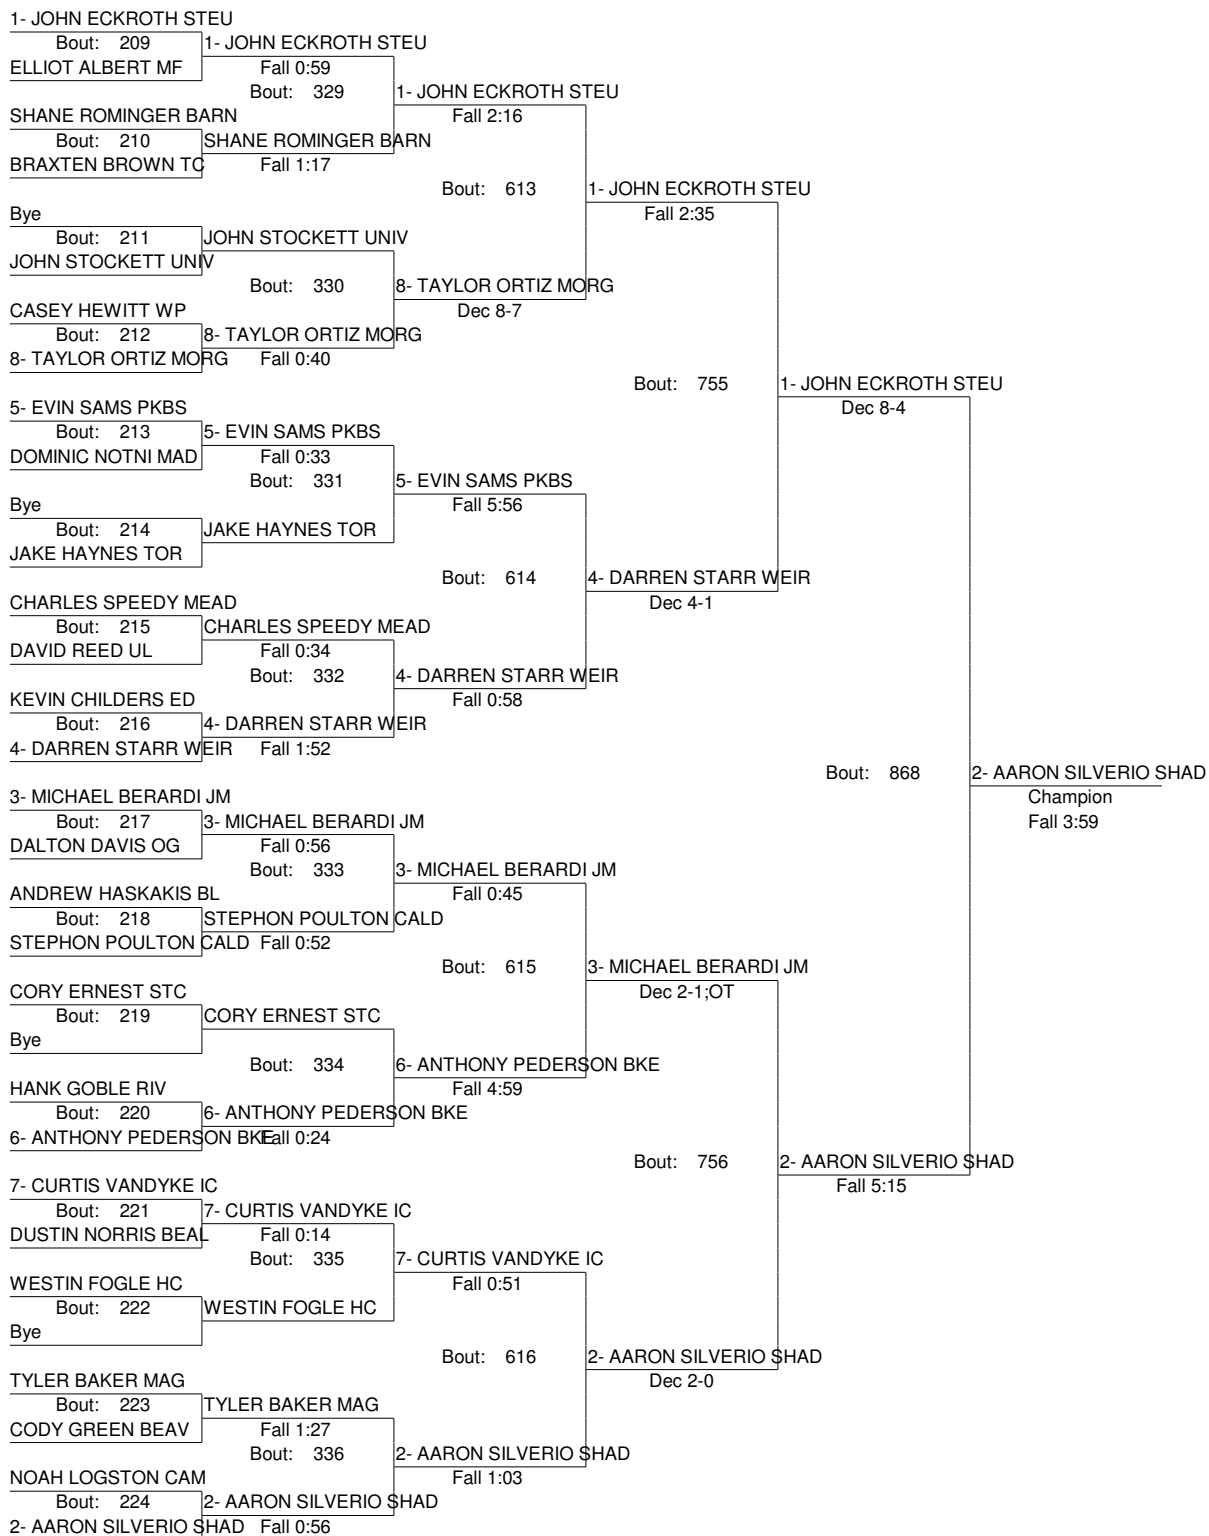 1- JOHN ECKROTH STEU
Bout: 209 1- JOHN ECKROTH STEU
ELLIOT ALBERT MF Fall 0:59
Bout: 329 1- JOHN ECKROTH STEU
SHANE ROMINGER BARN Fall 2:16
Bout: 210 SHANE ROMINGER BARN
BRAXTEN BROWN TC Fall 1:17
Bout: 613 1- JOHN ECKROTH STEU
Bye Fall 2:35
Bout: 211 JOHN STOCKETT UNIV
JOHN STOCKETT UNIV
Bout: 330 8- TAYLOR ORTIZ MORG
CASEY HEWITT WP Dec 8-7
Bout: 212 8- TAYLOR ORTIZ MORG
8- TAYLOR ORTIZ MORG Fall 0:40
Bout: 755 1- JOHN ECKROTH STEU
5- EVIN SAMS PKBS Dec 8-4
Bout: 213 5- EVIN SAMS PKBS
DOMINIC NOTNI MAD Fall 0:33
Bout: 331 5- EVIN SAMS PKBS
Bye Fall 5:56
Bout: 214 JAKE HAYNES TOR
JAKE HAYNES TOR
Bout: 614 4- DARREN STARR WEIR
CHARLES SPEEDY MEAD Dec 4-1
Bout: 215 CHARLES SPEEDY MEAD
DAVID REED UL Fall 0:34
Bout: 332 4- DARREN STARR WEIR
KEVIN CHILDERS ED Fall 0:58
Bout: 216 4- DARREN STARR WEIR
4- DARREN STARR WEIR Fall 1:52
Bout: 868 2- AARON SILVERIO SHAD
3- MICHAEL BERARDI JM Champion
Bout: 217 3- MICHAEL BERARDI JM Fall 3:59
DALTON DAVIS OG Fall 0:56
Bout: 333 3- MICHAEL BERARDI JM
ANDREW HASKAKIS BL Fall 0:45
Bout: 218 STEPHON POULTON CALD
STEPHON POULTON CALD Fall 0:52
Bout: 615 3- MICHAEL BERARDI JM
CORY ERNEST STC Dec 2-1;OT
Bout: 219 CORY ERNEST STC
Bye
Bout: 334 6- ANTHONY PEDERSON BKE
HANK GOBLE RIV Fall 4:59
Bout: 220 6- ANTHONY PEDERSON BKE
6- ANTHONY PEDERSON BKE Fall 0:24
Bout: 756 2- AARON SILVERIO SHAD
7- CURTIS VANDYKE IC Fall 5:15
Bout: 221 7- CURTIS VANDYKE IC
DUSTIN NORRIS BEAL Fall 0:14
Bout: 335 7- CURTIS VANDYKE IC
WESTIN FOGLE HC Fall 0:51
Bout: 222 WESTIN FOGLE HC
Bye
Bout: 616 2- AARON SILVERIO SHAD
TYLER BAKER MAG Dec 2-0
Bout: 223 TYLER BAKER MAG
CODY GREEN BEAV Fall 1:27
Bout: 336 2- AARON SILVERIO SHAD
NOAH LOGSTON CAM Fall 1:03
Bout: 224 2- AARON SILVERIO SHAD
2- AARON SILVERIO SHAD Fall 0:56